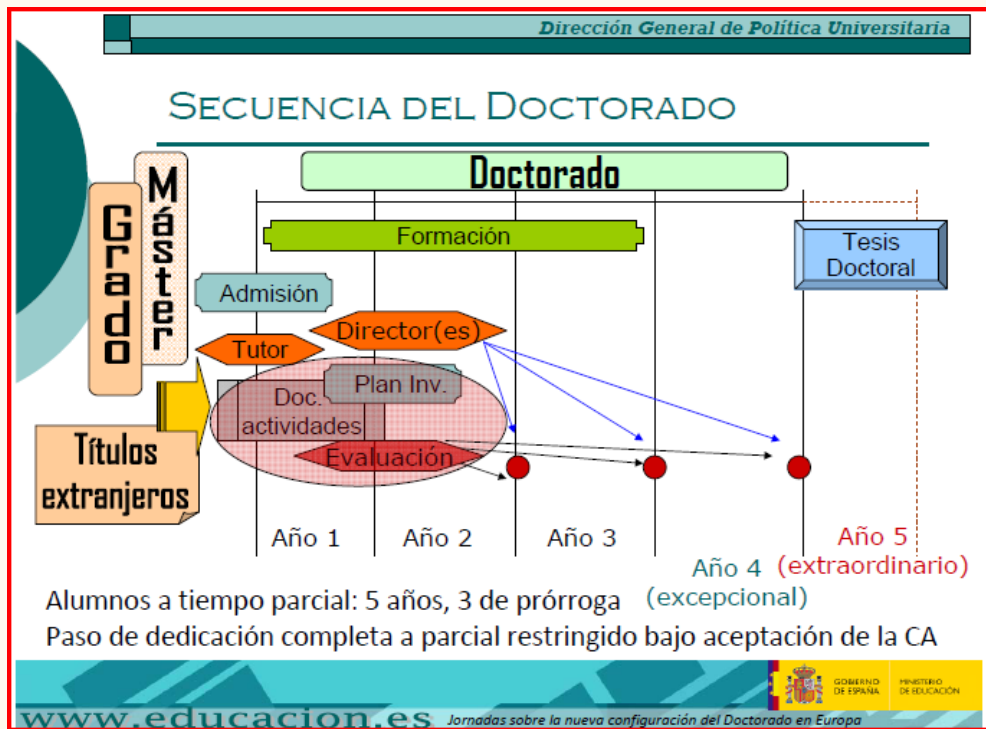 Dirección General de Política Universitaria
SECUENCIA DEL DOCTORADO
Máster
Grado
Doctorado
Formación
Tesis
Doctoral
Admisión
Director(es)
Tutor
Plan Inv.
Doc.
actividades
Evaluación
Títulos
extranjeros
Año 1
Año 2
Año 3
Año 4
(excepcional)
Año 5
(extraordinario)
Alumnos a tiempo parcial: 5 años, 3 de prórroga
Paso de dedicación completa a parcial restringido bajo aceptación de la CA
GOBIERNO
DE ESPAÑA
MINISTERIO
DE EDUCACIÓN
www.educacion.es
Jornadas sobre la nueva configuración del Doctorado en Europa